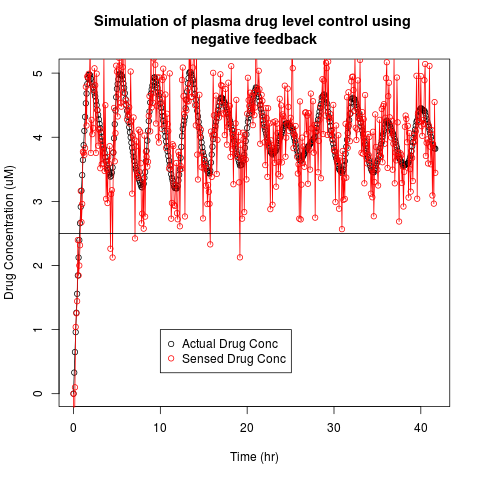 Simulation of plasma drug level control using
negative feedback
Drug Concentration (uM)
5
4
3
2
1
0
Actual Drug Conc
Sensed Drug Conc
0 10 20 30 40
Time (hr)